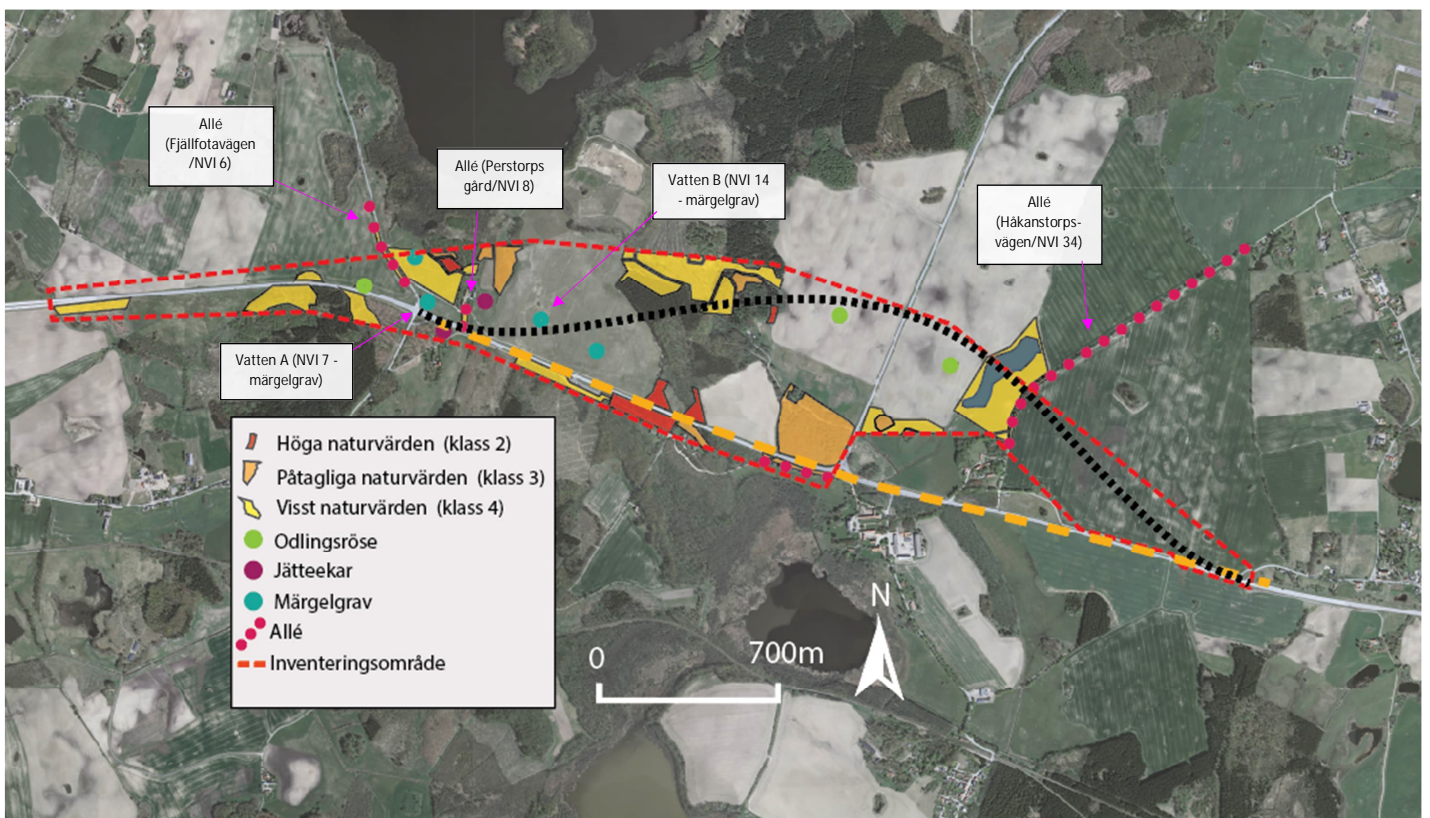 Allé
(Fjällfotavägen
/NVI 6)
Allé (Perstorps
gård/NVI 8)
Vatten B (NVI 14
- märgelgrav)
Allé
(Håkanstorps-
vägen/NVI 34)
Vatten A (NVI 7 -
märgelgrav)
Höga naturvärden (klass 2)
Påtagliga naturvärden (klass 3)
Visst naturvärden (klass 4)
Odlingsröse
Jätteekar
Märgelgrav
Allé
Inventeringsområde
0
700m
N